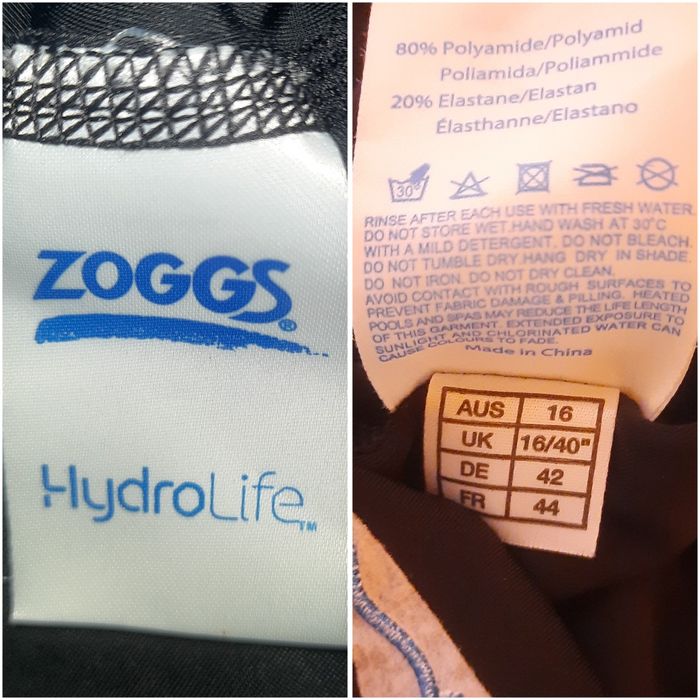 ZOGGS®
HydroLife™
80% Polyamide/Polyamid
Poliamida/Poliammide
20% Elastane/Elastan
Élasthanne/Elastano
30°
RINSE AFTER EACH USE WITH FRESH WATER
DO NOT STORE WET.HAND WASH AT 30°C
WITH A MILD DETERGENT. DO NOT BLEACH.
DO NOT TUMBLE DRY.HANG DRY IN SHADE.
DO NOT IRON. DO NOT DRY CLEAN.
AVOID CONTACT WITH ROUGH SURFACES TO
PREVENT FABRIC DAMAGE & PILLING. HEATED
POOLS AND SPAS MAY REDUCE THE LIFE LENGTH
OF THIS GARMENT. EXTENDED EXPOSURE TO
SUNLIGHT AND CHLORINATED WATER CAN
CAUSE COLOURS TO FADE.
Made in China
AUS 16
UK 16/40"
DE 42
FR 44